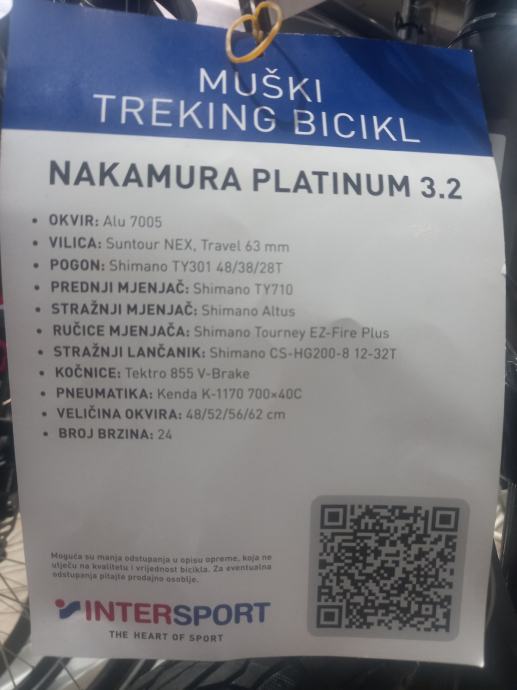 MUŠKI
TREKING BICIKL
NAKAMURA PLATINUM 3.2
• OKVIR: Alu 7005
• VILICA: Suntour NEX, Travel 63 mm
• POGON: Shimano TY301 48/38/28T
• PREDNJI MJENJAČ: Shimano TY710
• STRAŽNJI MJENJAČ: Shimano Altus
• RUČICE MJENJAČA: Shimano Tourney EZ-Fire Plus
• STRAŽNJI LANČANIK: Shimano CS-HG200-8 12-32T
• KOČNICE: Tektro 855 V-Brake
• PNEUMATIKA: Kenda K-1170 700×40C
• VELIČINA OKVIRA: 48/52/56/62 cm
• BROJ BRZINA: 24
Moguća su manja odstupanja u opisu opreme, koja ne
utječu na kvalitetu i vrijednost bicikla. Za eventualna
odstupanja pitajte prodajno osoblje.
INTERSPORT
THE HEART OF SPORT